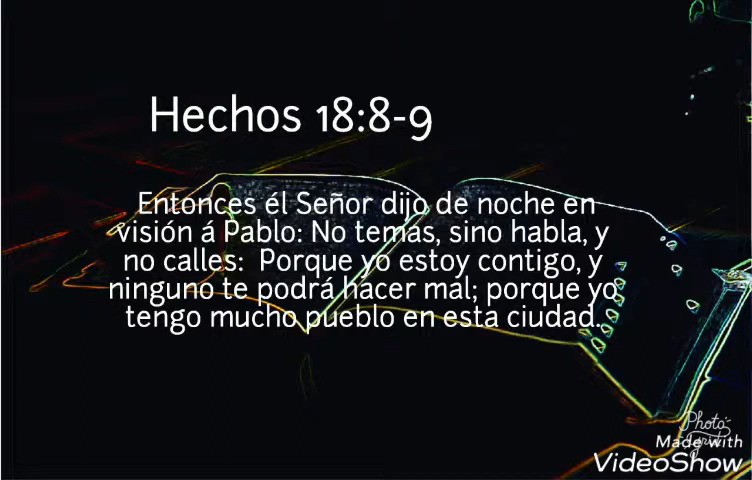 Hechos 18:8-9
Entonces él Señor dijo de noche en
visión á Pablo: No temas, sino habla, y
no calles: Porque yo estoy contigo, y
ninguno te podrá hacer mal; porque yo
tengo mucho pueblo en esta ciudad.
Photo
Made with
VideoShow